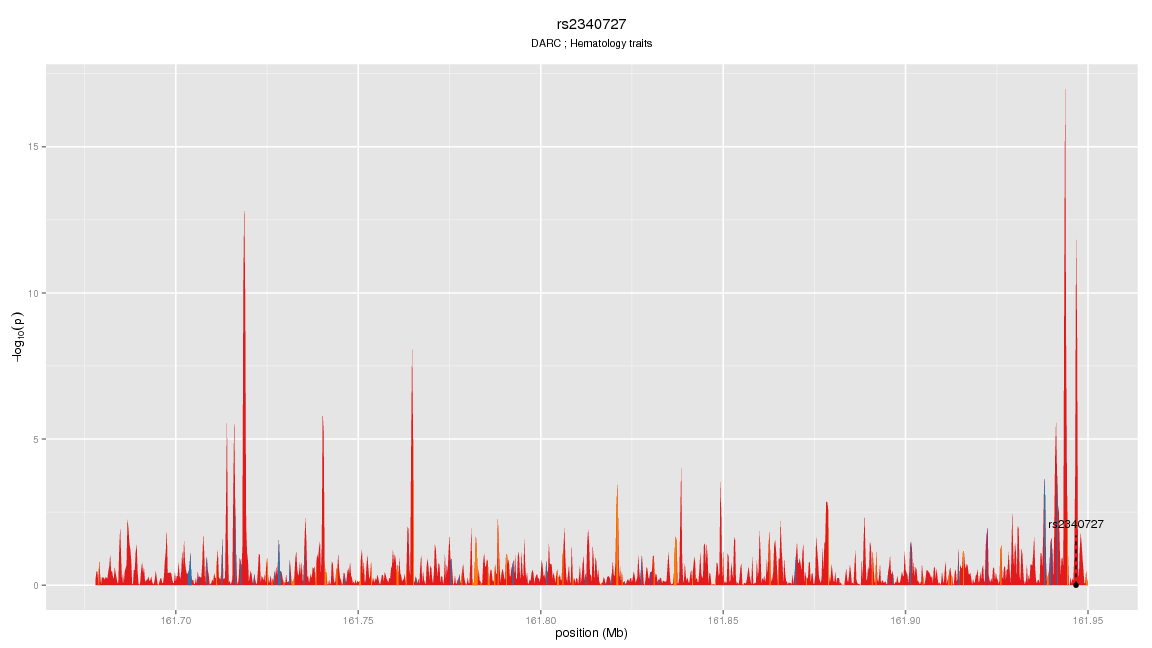 rs2340727
DARC ; Hematology traits
15
10
5
0
−log10(p)
rs2340727
161.70
161.75
161.80
161.85
161.90
161.95
position (Mb)